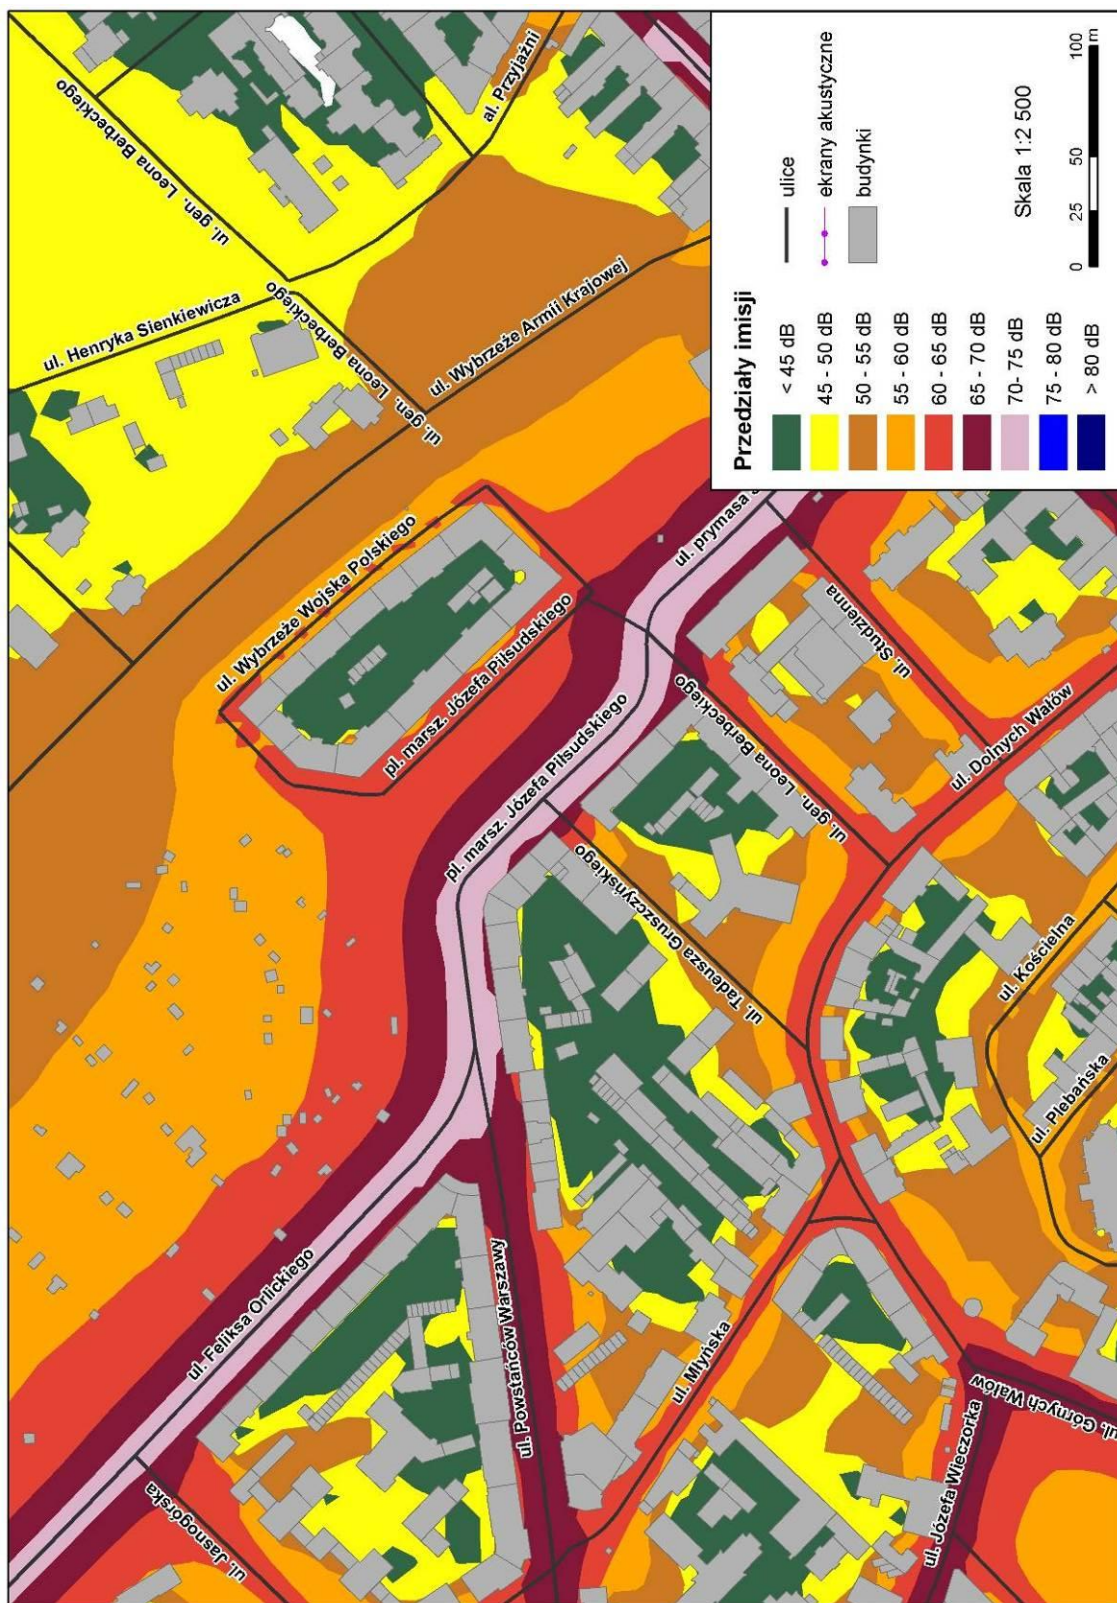 ul. gen. Leona Berbeckiego
al. Przyjaźni
ul. Henryka Sienkiewicza
ul. gen. Leona Berbeckiego
ul. Wybrzeże Armii Krajowej
ul. Wybrzeże Wojska Polskiego
pl. marsz. Józefa Piłsudskiego
ul. prymasa
pl. marsz. Józefa Piłsudskiego
ul. gen. Leona Berbeckiego
ul. Studzienna
ul. Dolnych Wałów
ul. Tadeusza Gruszczyńskiego
ul. Kościelna
ul. Plebańska
ul. Feliksa Orlickiego
ul. Powstańców Warszawy
ul. Młyńska
ul. Jasnogórska
ul. Józefa Wieczorka
ul. Górnych Wałów
Przedziały imisji
< 45 dB
45 - 50 dB
50 - 55 dB
55 - 60 dB
60 - 65 dB
65 - 70 dB
70- 75 dB
75 - 80 dB
> 80 dB
ulice
ekrany akustyczne
budynki
Skala 1:2 500
0 25 50 100
m